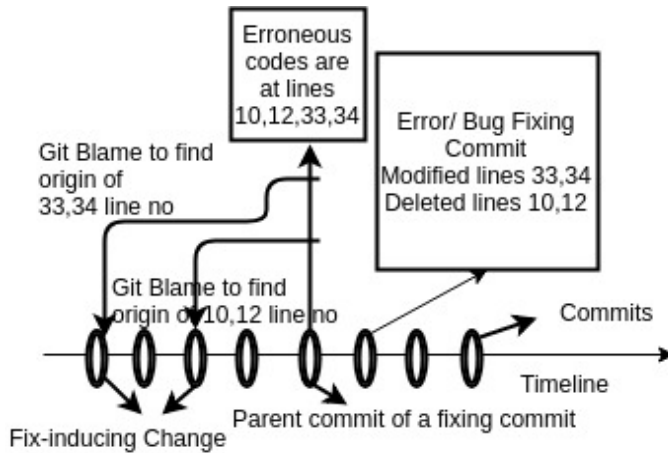 Erroneous
codes are
at lines
10,12,33,34
Error/ Bug Fixing
Commit
Modified lines 33,34
Deleted lines 10,12
Git Blame to find
origin of
33,34 line no
Git Blame to find
origin of 10,12 line no
Commits
Timeline
Parent commit of a fixing commit
Fix-inducing Change